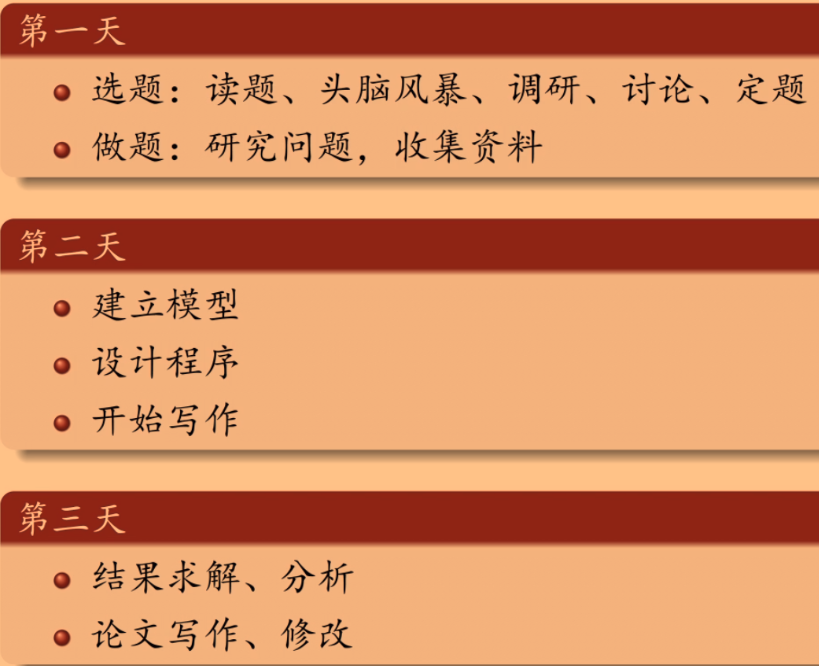 第一天
选题：读题、头脑风暴、调研、讨论、定题
做题：研究问题，收集资料
第二天
建立模型
设计程序
开始写作
第三天
结果求解、分析
论文写作、修改